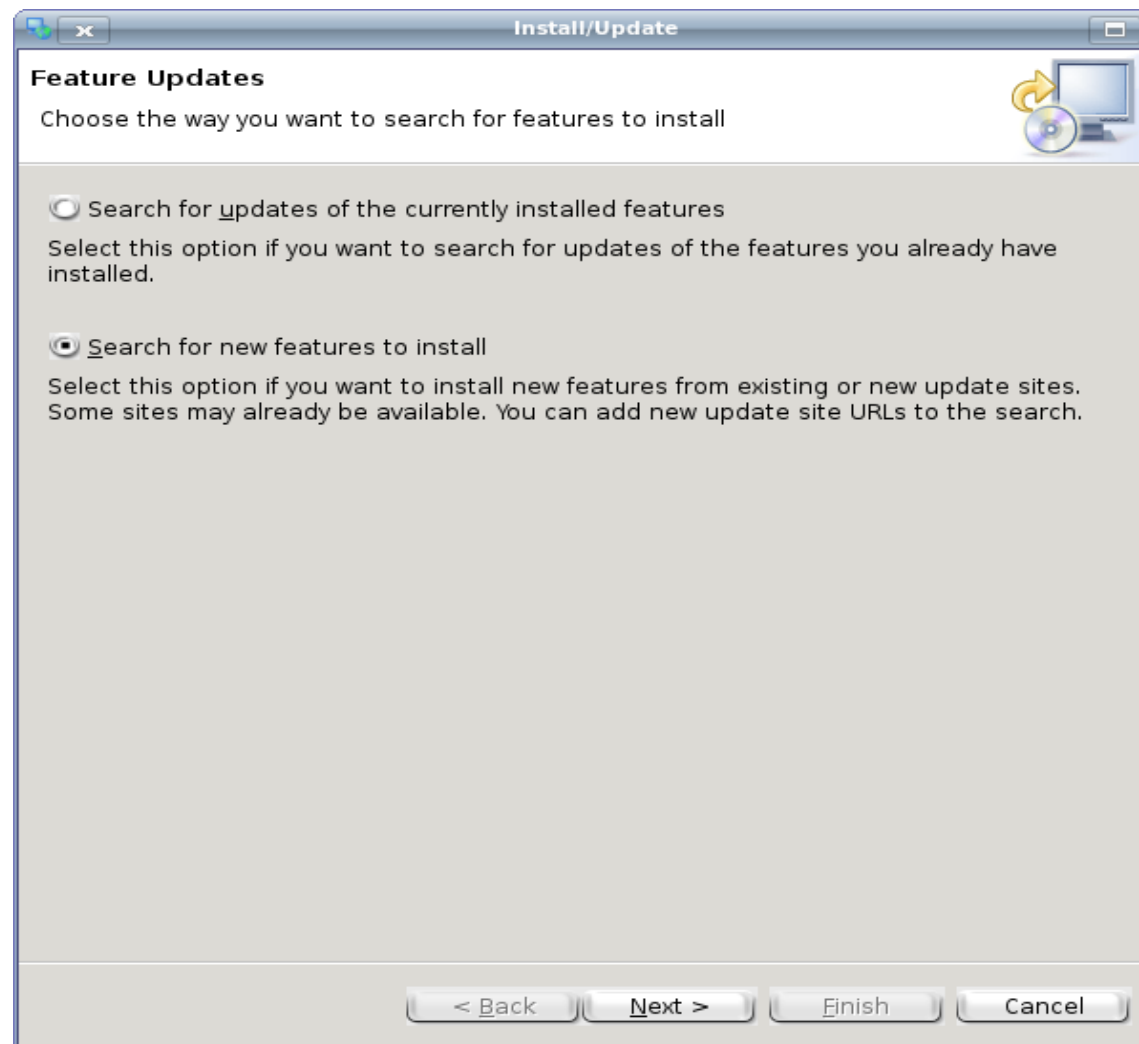 Install/Update
Feature Updates
Choose the way you want to search for features to install
Search for updates of the currently installed features
Select this option if you want to search for updates of the features you already have
installed.
Search for new features to install
Select this option if you want to install new features from existing or new update sites.
Some sites may already be available. You can add new update site URLs to the search.
< Back Next > Finish Cancel